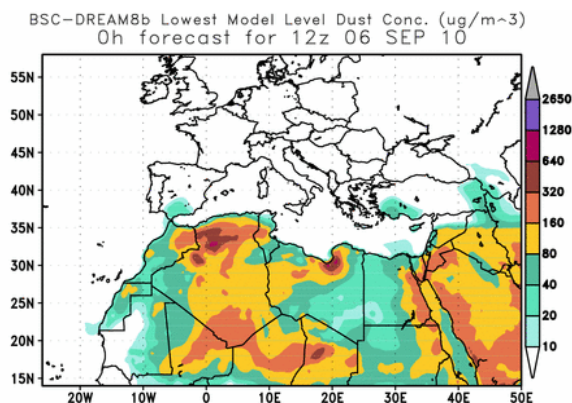 BSC-DREAM8b Lowest Model Level Dust Conc. (ug/m^3)
0h forecast for 12z 06 SEP 10
55N
50N
45N
40N
35N
30N
25N
20N
15N
20W
10W
0
10E
20E
30E
40E
50E
2650
1280
640
320
160
80
40
20
10